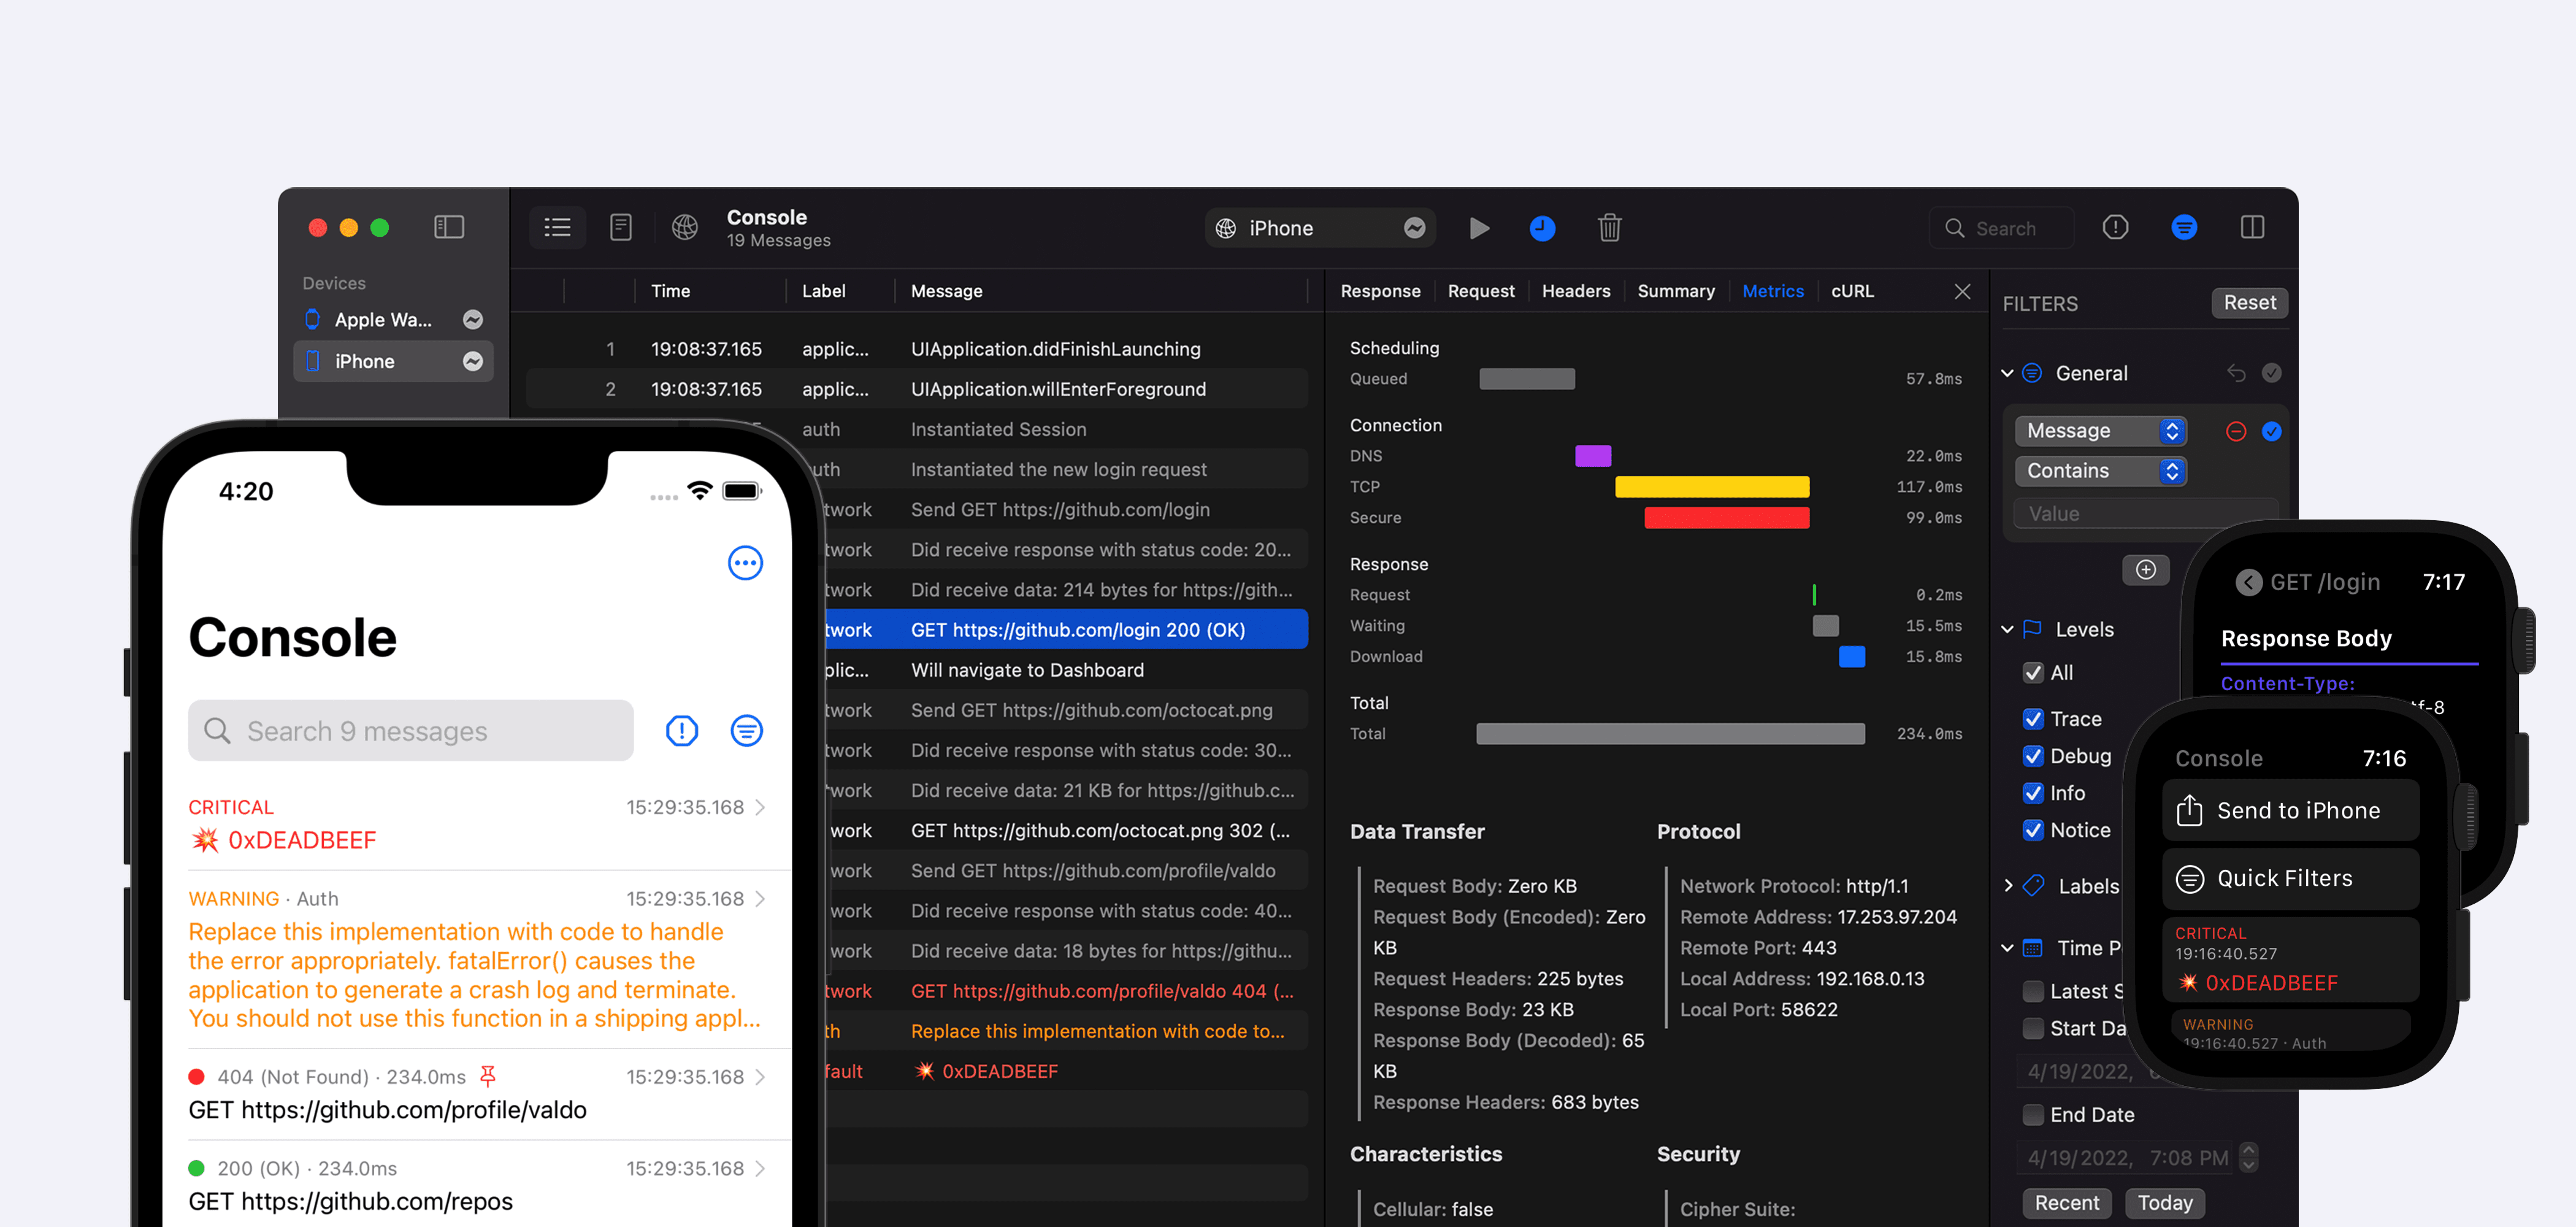 Console
19 Messages
iPhone
Search
Devices
Apple Wa...
iPhone
Time
Label
Message
1 19:08:37.165 applic... UIApplication.didFinishLaunching
2 19:08:37.165 applic... UIApplication.willEnterForeground
auth Instantiated Session
uth Instantiated the new login request
twork Send GET https://github.com/login
twork Did receive response with status code: 20...
twork Did receive data: 214 bytes for https://gith...
twork GET https://github.com/login 200 (OK)
plic... Will navigate to Dashboard
twork Send GET https://github.com/octocat.png
twork Did receive response with status code: 30...
work Did receive data: 21 KB for https://github.c...
work GET https://github.com/octocat.png 302 (...
work Send GET https://github.com/profile/valdo
work Did receive response with status code: 40...
work Did receive data: 18 bytes for https://githu...
twork GET https://github.com/profile/valdo 404 (...
th Replace this implementation with code to...
fault 💥 0xDEADBEEF
Response
Request
Headers
Summary
Metrics
cURL
Scheduling
Queued 57.8ms
Connection
DNS 22.0ms
TCP 117.0ms
Secure 99.0ms
Response
Request 0.2ms
Waiting 15.5ms
Download 15.8ms
Total
Total 234.0ms
Data Transfer
Request Body: Zero KB
Request Body (Encoded): Zero
KB
Request Headers: 225 bytes
Response Body: 23 KB
Response Body (Decoded): 65
KB
Response Headers: 683 bytes
Protocol
Network Protocol: http/1.1
Remote Address: 17.253.97.204
Remote Port: 443
Local Address: 192.168.0.13
Local Port: 58622
Characteristics
Cellular: false
Security
Cipher Suite:
FILTERS
Reset
General
Message
Contains
Value
Levels
All
Trace
Debug
Info
Notice
Labels
Time P
Latest S
Start Da
4/19/2022,
End Date
4/19/2022, 7:08 PM
Recent
Today
4:20
Console
Search 9 messages
CRITICAL 15:29:35.168
💥 0xDEADBEEF
WARNING · Auth 15:29:35.168
Replace this implementation with code to handle
the error appropriately. fatalError() causes the
application to generate a crash log and terminate.
You should not use this function in a shipping appl...
404 (Not Found) · 234.0ms 15:29:35.168
GET https://github.com/profile/valdo
200 (OK) · 234.0ms 15:29:35.168
GET https://github.com/repos
GET /login 7:17
Response Body
Content-Type:
tf-8
Console 7:16
Send to iPhone
Quick Filters
CRITICAL
19:16:40.527
💥 0xDEADBEEF
WARNING
19:16:40.527 · Auth